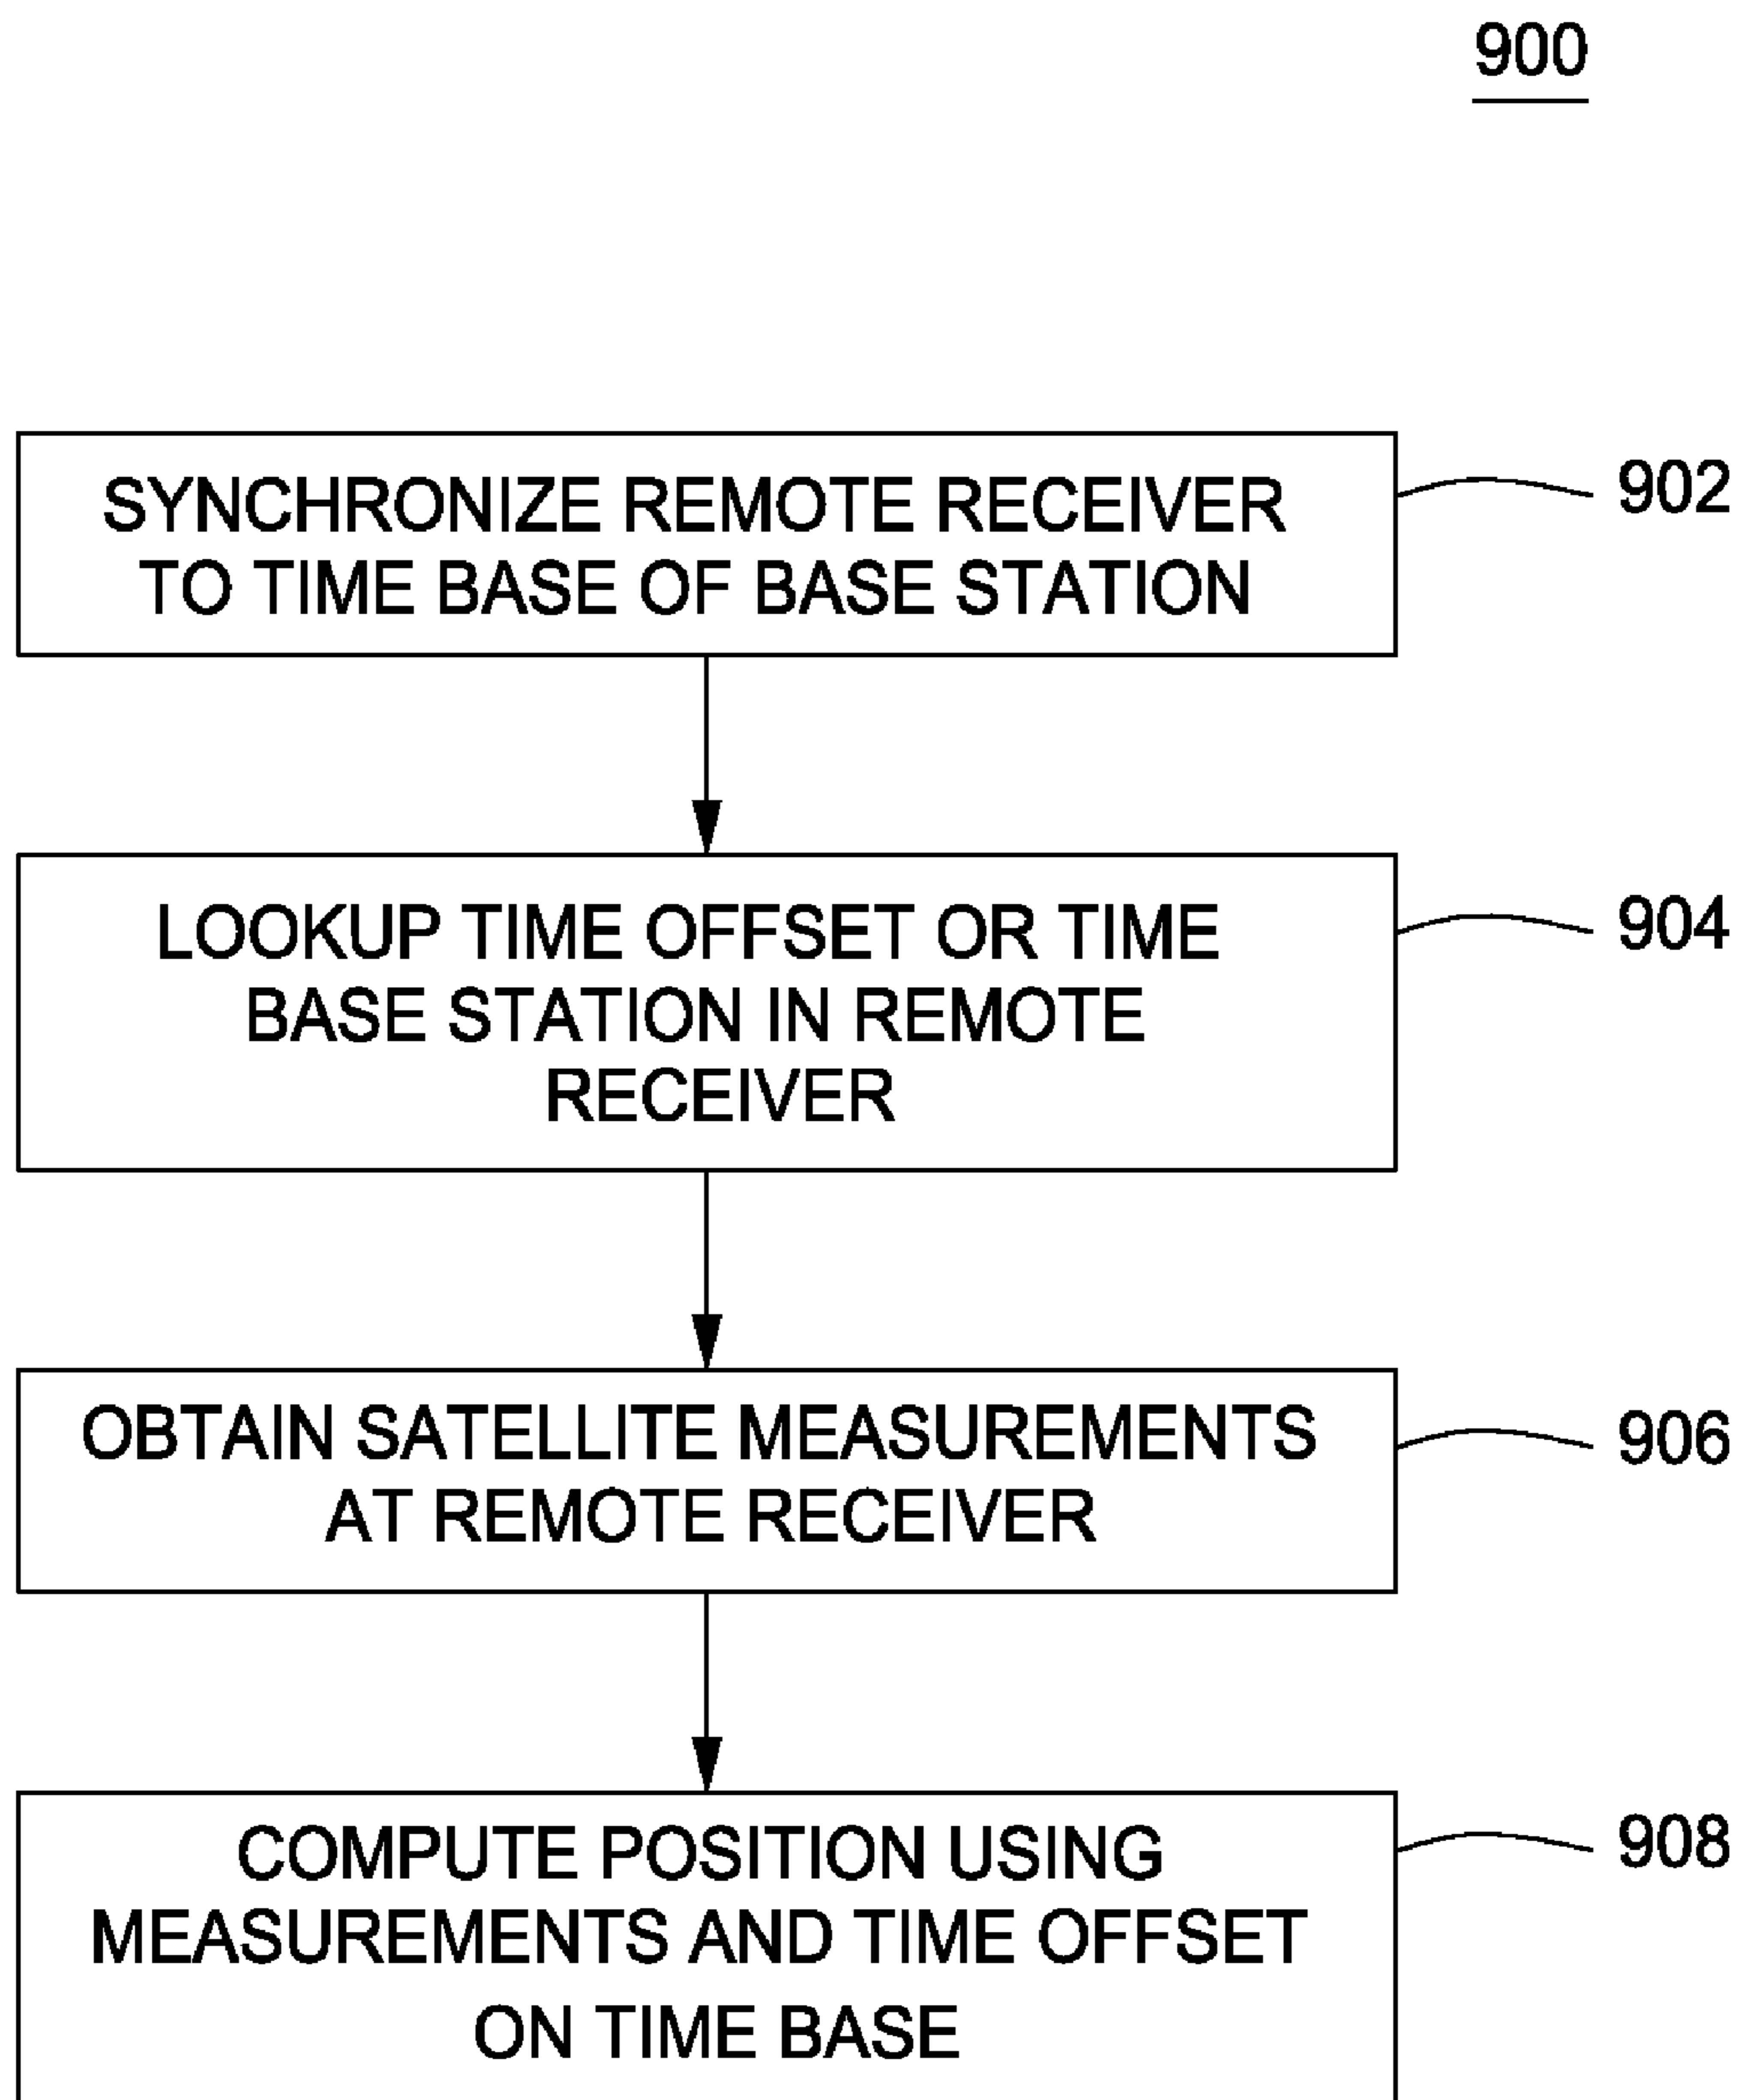 900
SYNCHRONIZE REMOTE RECEIVER
TO TIME BASE OF BASE STATION
902
LOOKUP TIME OFFSET OR TIME
BASE STATION IN REMOTE
RECEIVER
904
OBTAIN SATELLITE MEASUREMENTS
AT REMOTE RECEIVER
906
COMPUTE POSITION USING
MEASUREMENTS AND TIME OFFSET
ON TIME BASE
908